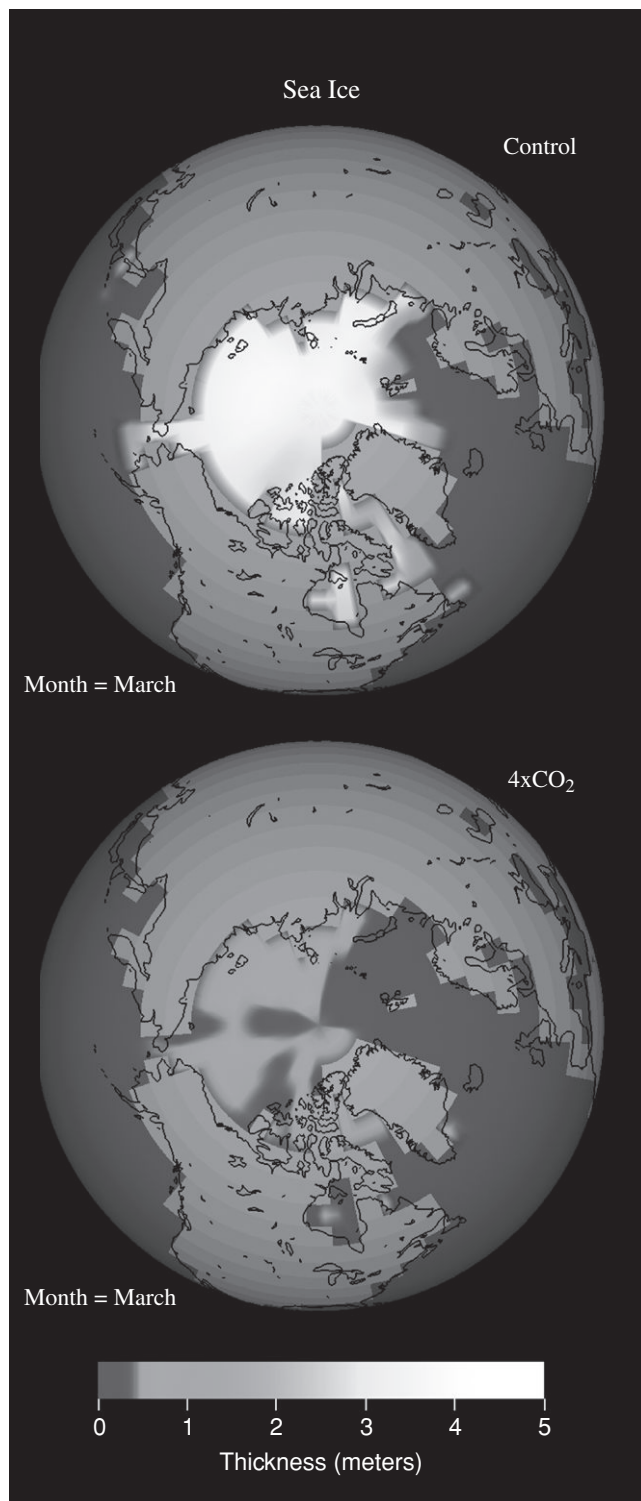 Sea Ice
Control
Month = March
4xCO₂
Month = March
0 1 2 3 4 5
Thickness (meters)